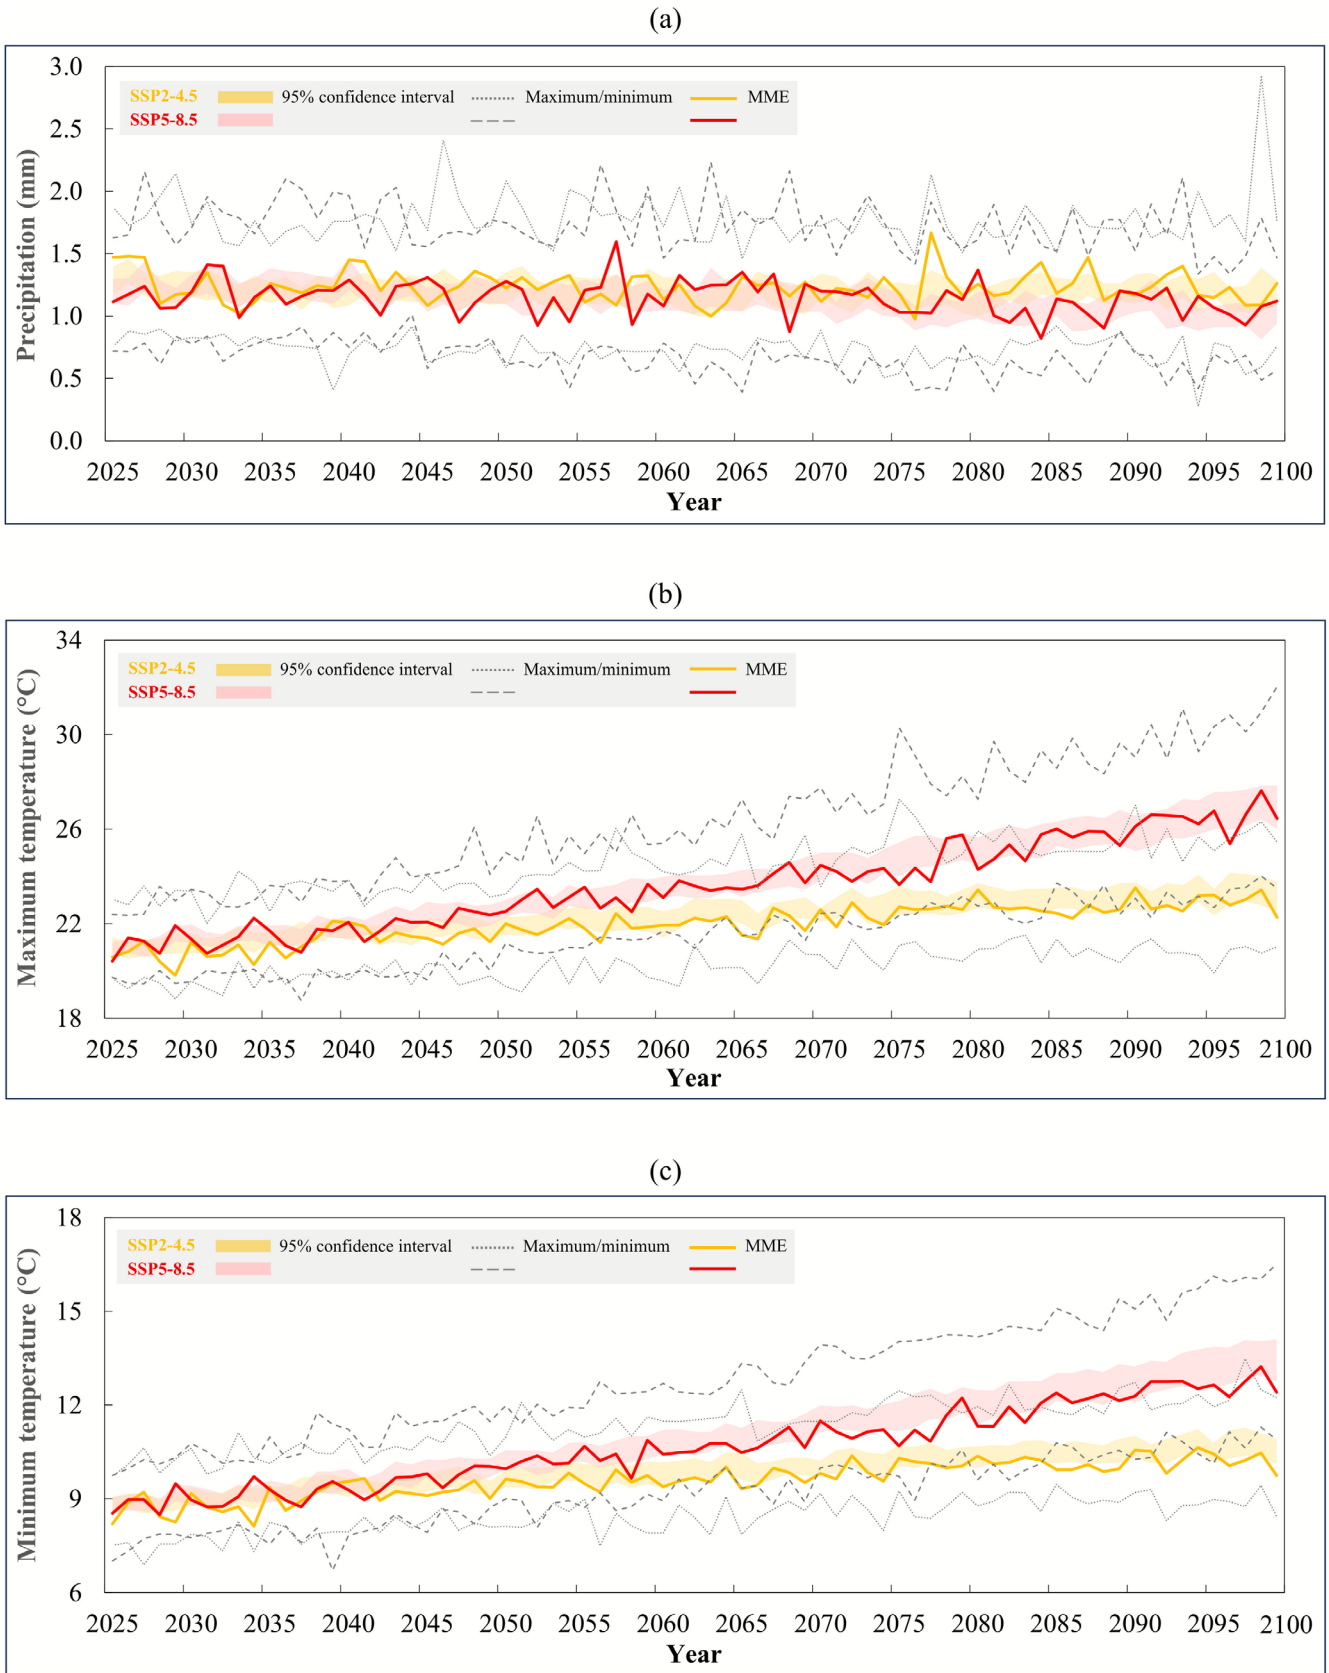 (a)
3.0
SSP2-4.5 95% confidence interval Maximum/minimum MME
SSP5-8.5
2.5
2.0
1.5
1.0
0.5
0.0
Precipitation (mm)
2025 2030 2035 2040 2045 2050 2055 2060 2065 2070 2075 2080 2085 2090 2095 2100
Year
(b)
34
SSP2-4.5 95% confidence interval Maximum/minimum MME
SSP5-8.5
30
26
22
18
Maximum temperature (°C)
2025 2030 2035 2040 2045 2050 2055 2060 2065 2070 2075 2080 2085 2090 2095 2100
Year
(c)
18
SSP2-4.5 95% confidence interval Maximum/minimum MME
SSP5-8.5
15
12
9
6
Minimum temperature (°C)
2025 2030 2035 2040 2045 2050 2055 2060 2065 2070 2075 2080 2085 2090 2095 2100
Year